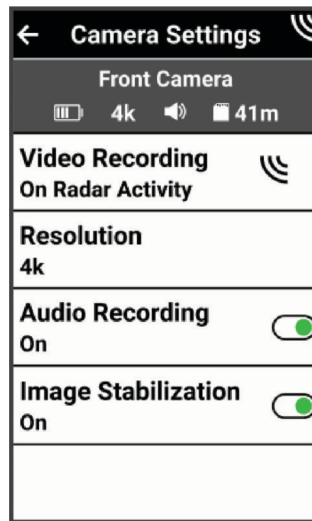 Camera Settings
Front Camera
4k 41m
Video Recording
On Radar Activity
Resolution
4k
Audio Recording
On
Image Stabilization
On